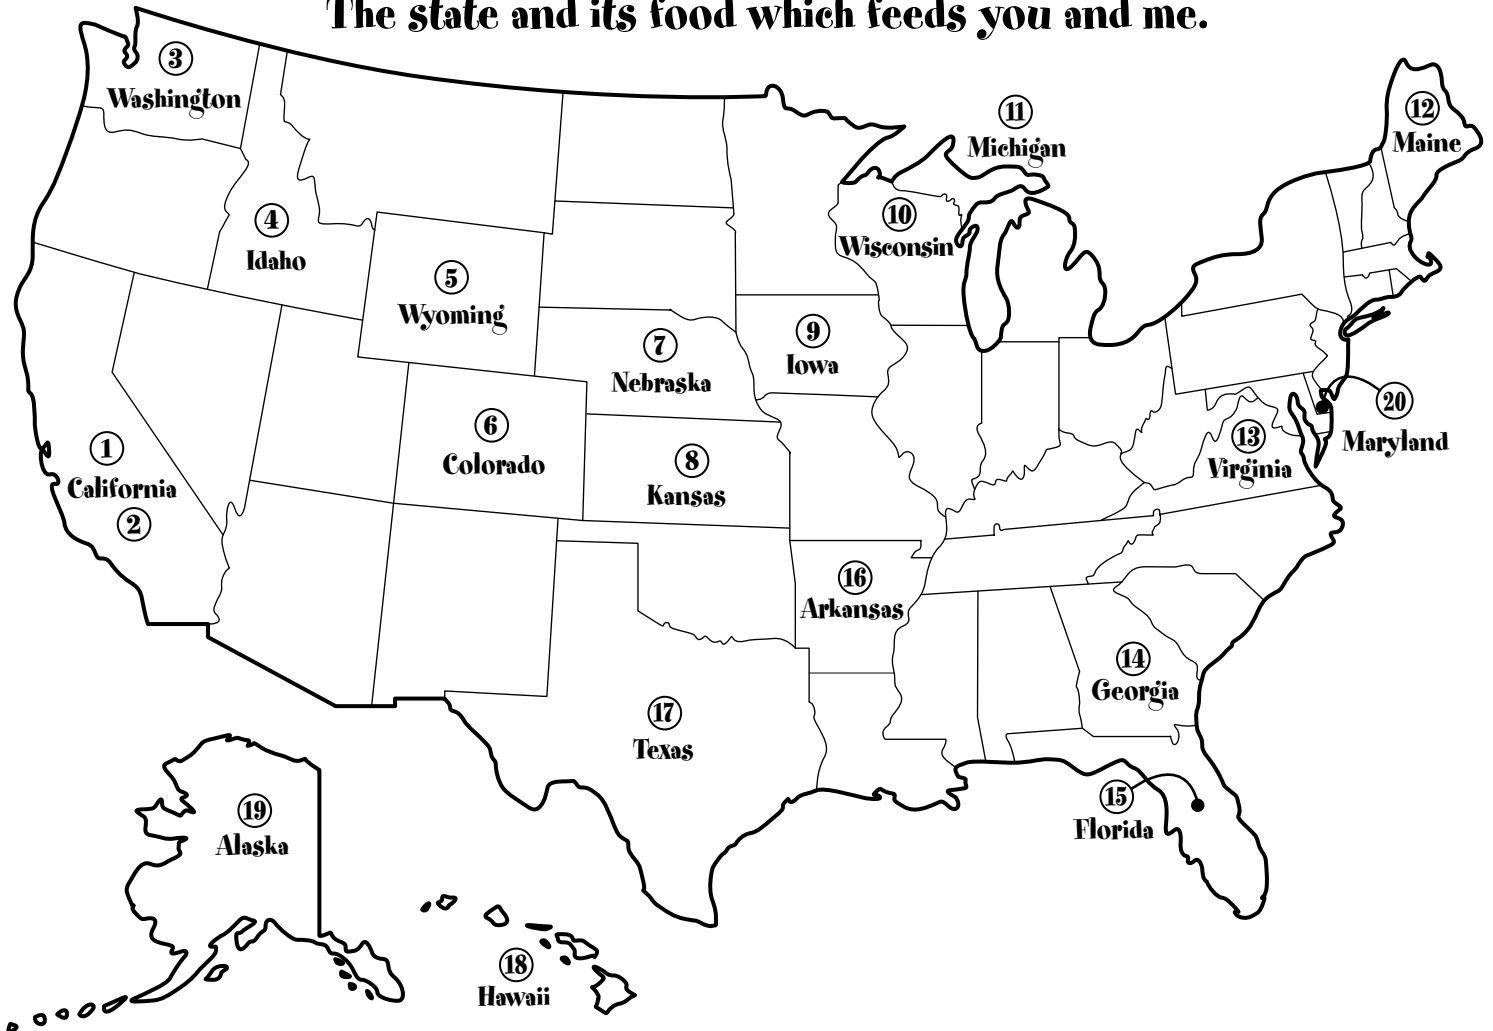 The state and its food which feeds you and me.
3
Washington
4
Idaho
5
Wyoming
6
Colorado
1
California
2
7
Nebraska
8
Kansas
9
Iowa
10
Wisconsin
11
Michigan
12
Maine
20
Maryland
13
Virginia
14
Georgia
15
Florida
16
Arkansas
17
Texas
18
Hawaii
19
Alaska